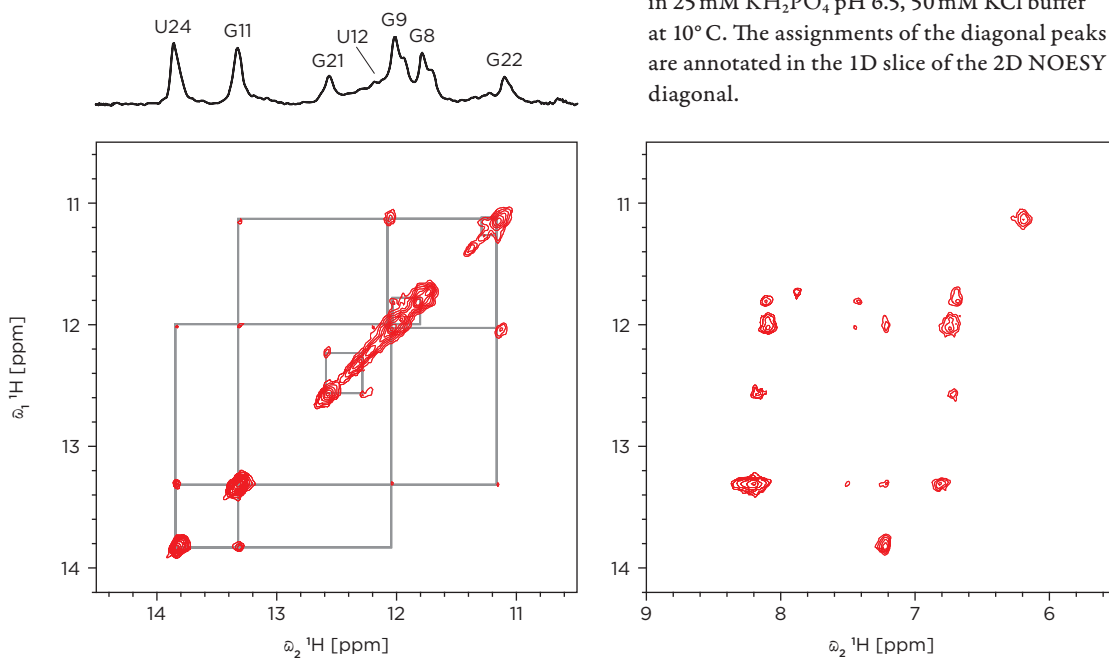 in 25 mM KH₂PO₄ pH 6.5, 50 mM KCl buffer
at 10° C. The assignments of the diagonal peaks
are annotated in the 1D slice of the 2D NOESY
diagonal.
U24 G11 G21 U12 G9 G8 G22
11
12
13
14
ϖ₁ ¹H [ppm]
14 13 12 11
ϖ₂ ¹H [ppm]
11
12
13
14
9 8 7 6
ϖ₂ ¹H [ppm]